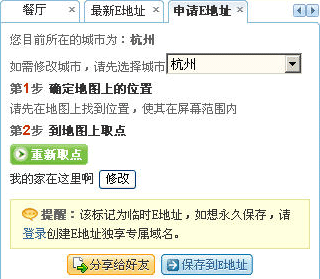 餐厅 最新E地址 申请E地址
您目前所在的城市为：杭州
如需修改城市，请先选择城市 杭州
第1步 确定地图上的位置
请先在地图上找到位置，使其在屏幕范围内
第2步 到地图上取点
重新取点
我的家在这里啊 修改
提醒：该标记为临时E地址，如想永久保存，请
登录创建E地址独享专属域名。
分享给好友 保存到E地址